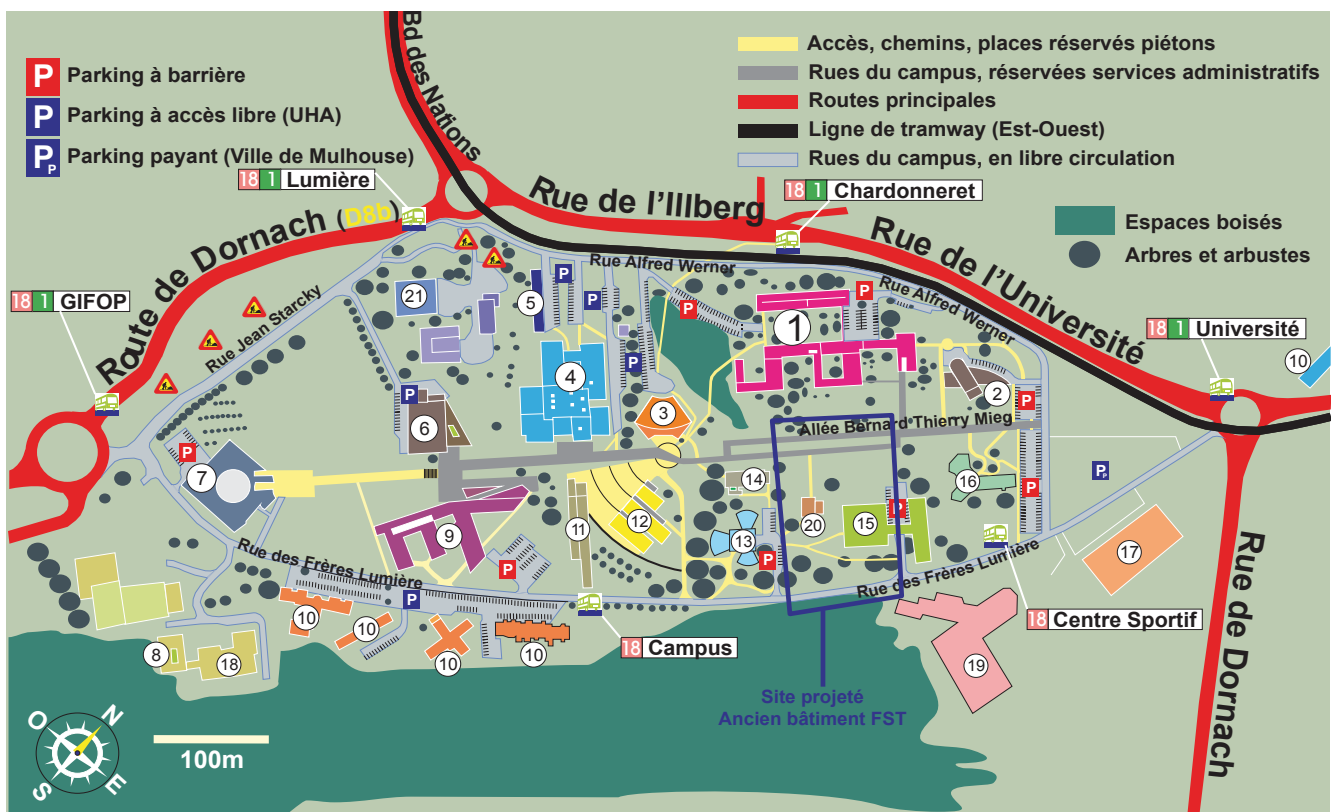 Bd des Nations
P Parking à barrière
P Parking à accès libre (UHA)
Pp Parking payant (Ville de Mulhouse)
Accès, chemins, places réservés piétons
Rues du campus, réservées services administratifs
Routes principales
Ligne de tramway (Est-Ouest)
Rues du campus, en libre circulation
Espaces boisés
Arbres et arbustes
18 1 Lumière
18 1 Chardonneret
18 1 GIFOP
18 1 Université
Route de Dornach (D8b)
Rue de l'Illberg
Rue de l'Université
Rue Alfred Werner
Rue Alfred Werner
Rue Jean Starcky
P
P
P
P
P
P
P
P
P
P
P
P
P
Pp
21
5
1
10
4
2
3
6
Allée Bernard Thierry Mieg
7
14
16
11
12
20
15
9
13
17
Rue des Frères Lumière
Rue des Frères Lumière
10
10
10
10
8
18
19
18 Campus
18 Centre Sportif
Rue de Dornach
Site projeté
Ancien bâtiment FST
N
O
E
S
100m